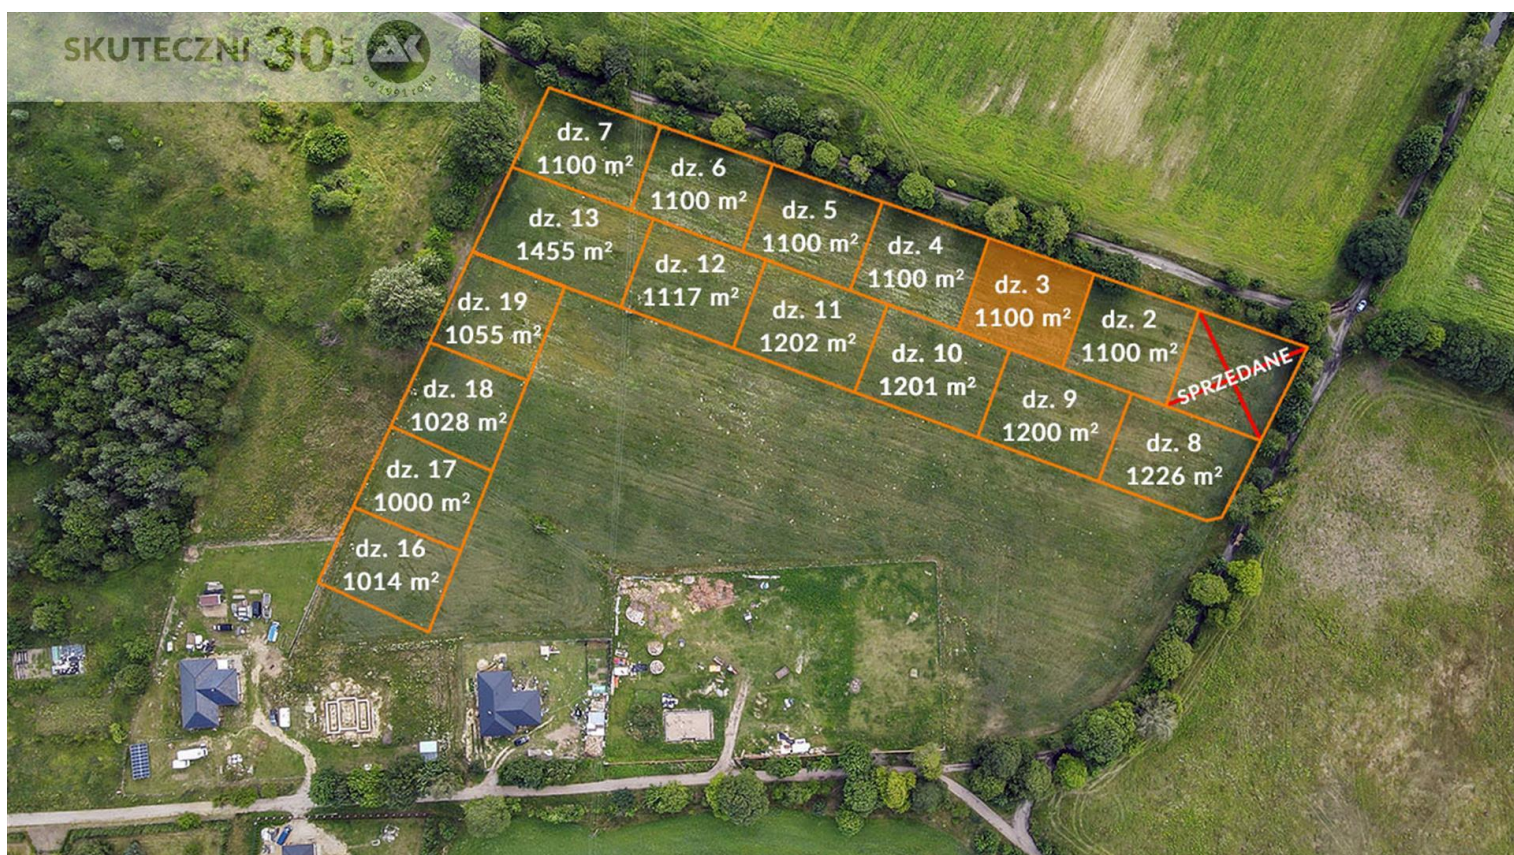 SKUTECZNI 30 LAT
AK
dz. 7
1100 m²
dz. 6
1100 m²
dz. 5
1100 m²
dz. 4
1100 m²
dz. 3
1100 m²
dz. 2
1100 m²
SPRZEDANE
dz. 13
1455 m²
dz. 12
1117 m²
dz. 11
1202 m²
dz. 10
1201 m²
dz. 9
1200 m²
dz. 8
1226 m²
dz. 19
1055 m²
dz. 18
1028 m²
dz. 17
1000 m²
dz. 16
1014 m²